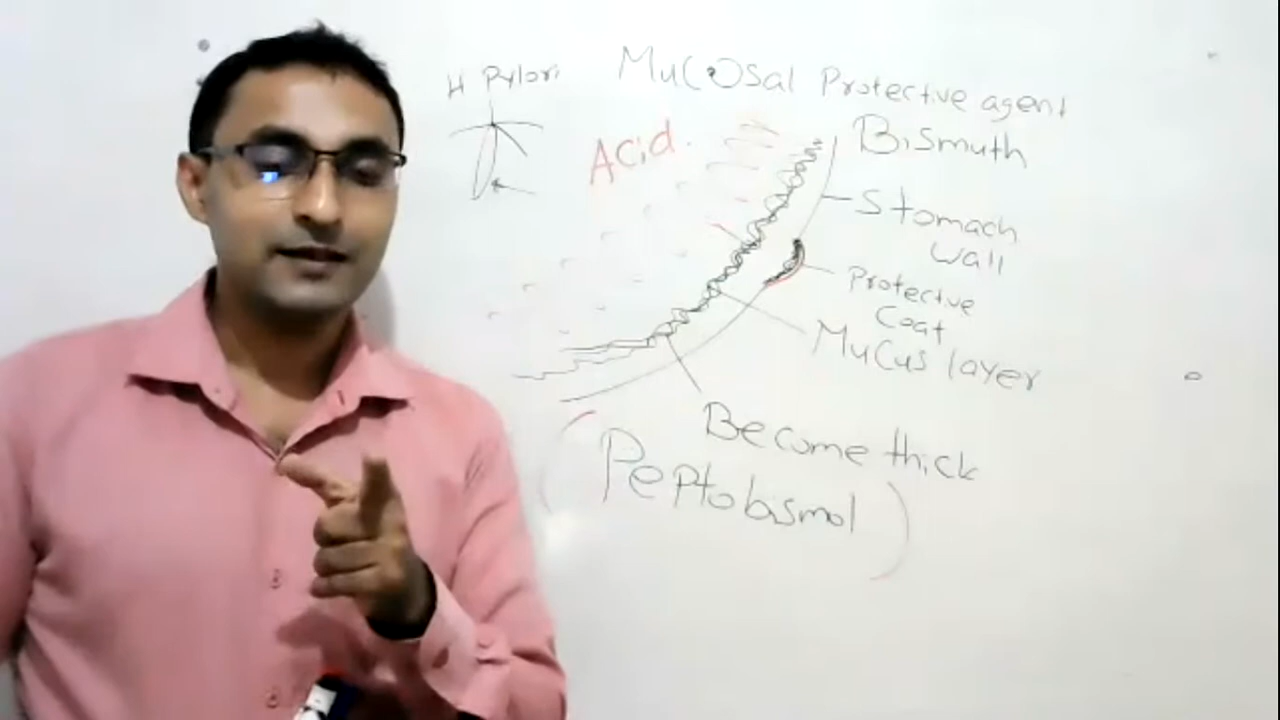 H Pylori
Mucosal Protective agent
Bismuth
Acid.
Stomach
Wall
Protective
Coat
Mucus layer
Become thick
(Peptobismol)